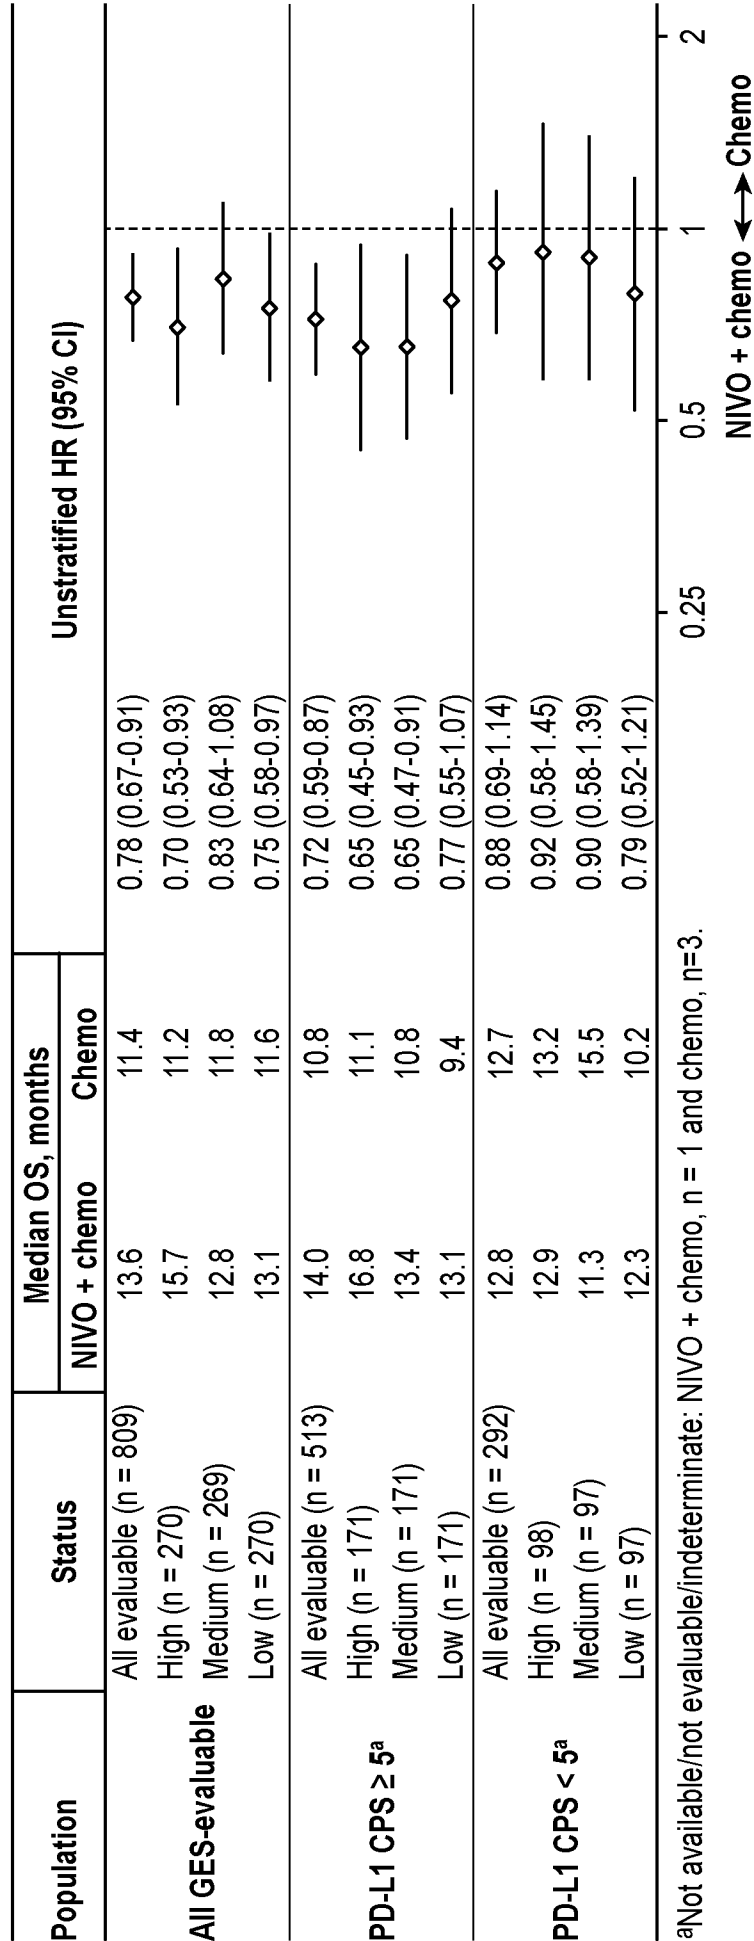 Population Status Median OS, months Unstratified HR (95% CI)
NIVO + chemo Chemo
All GES-evaluable
All evaluable (n = 809) 13.6 11.4 0.78 (0.67-0.91)
High (n = 270) 15.7 11.2 0.70 (0.53-0.93)
Medium (n = 269) 12.8 11.8 0.83 (0.64-1.08)
Low (n = 270) 13.1 11.6 0.75 (0.58-0.97)
PD-L1 CPS ≥ 5ª
All evaluable (n = 513) 14.0 10.8 0.72 (0.59-0.87)
High (n = 171) 16.8 11.1 0.65 (0.45-0.93)
Medium (n = 171) 13.4 10.8 0.65 (0.47-0.91)
Low (n = 171) 13.1 9.4 0.77 (0.55-1.07)
PD-L1 CPS < 5ª
All evaluable (n = 292) 12.8 12.7 0.88 (0.69-1.14)
High (n = 98) 12.9 13.2 0.92 (0.58-1.45)
Medium (n = 97) 11.3 15.5 0.90 (0.58-1.39)
Low (n = 97) 12.3 10.2 0.79 (0.52-1.21)
0.25 0.5 1 2
NIVO + chemo ↔ Chemo
ªNot available/not evaluable/indeterminate: NIVO + chemo, n = 1 and chemo, n=3.